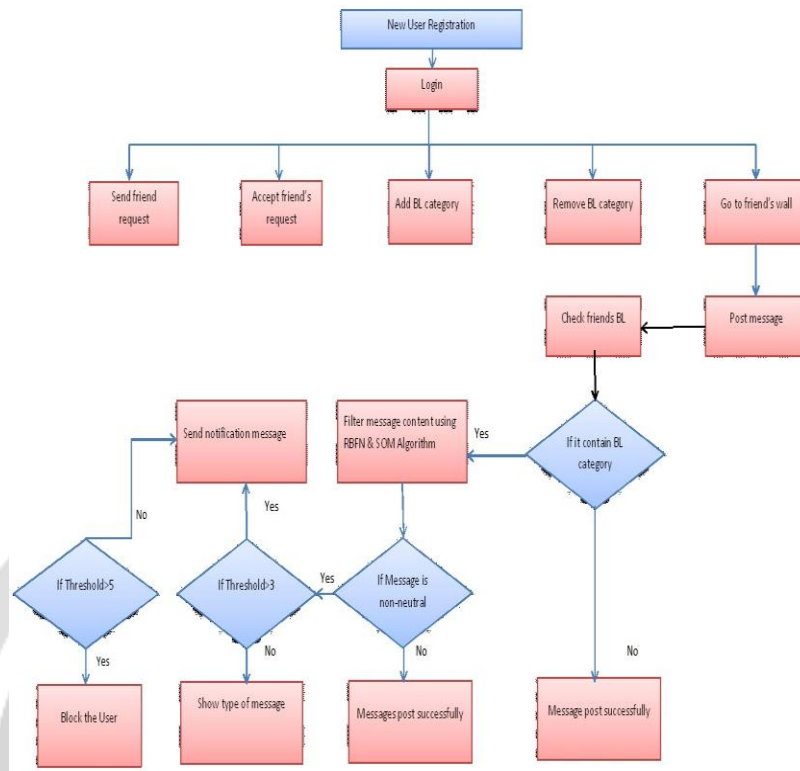 New User Registration
Login
Send friend
request
Accept friend's
request
Add BL category
Remove BL category
Go to friend's wall
Check friends BL
Post message
Send notification message
Filter message content using
RBFN & SOM Algorithm
Yes
If it contain BL
category
No
Yes
If Threshold>5
If Threshold>3
Yes
If Message is
non-neutral
Yes
No
No
No
Block the User
Show type of message
Messages post successfully
Message post successfully